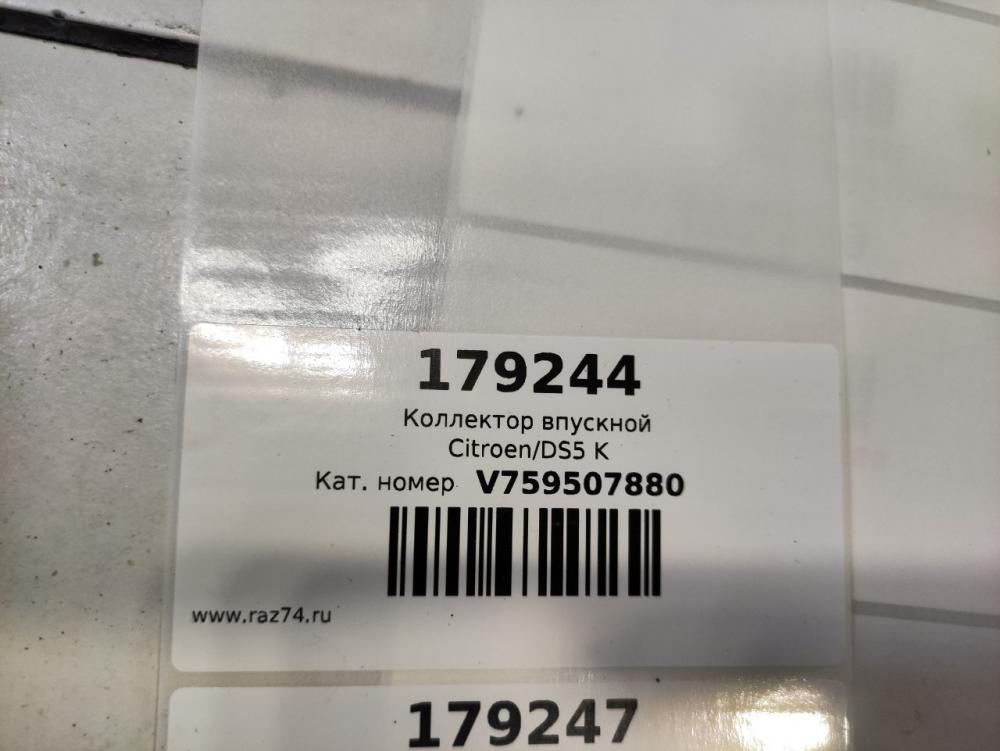 179244
Коллектор впускной
Citroen/DS5 K
Кат. номер V759507880
www.raz74.ru
179247